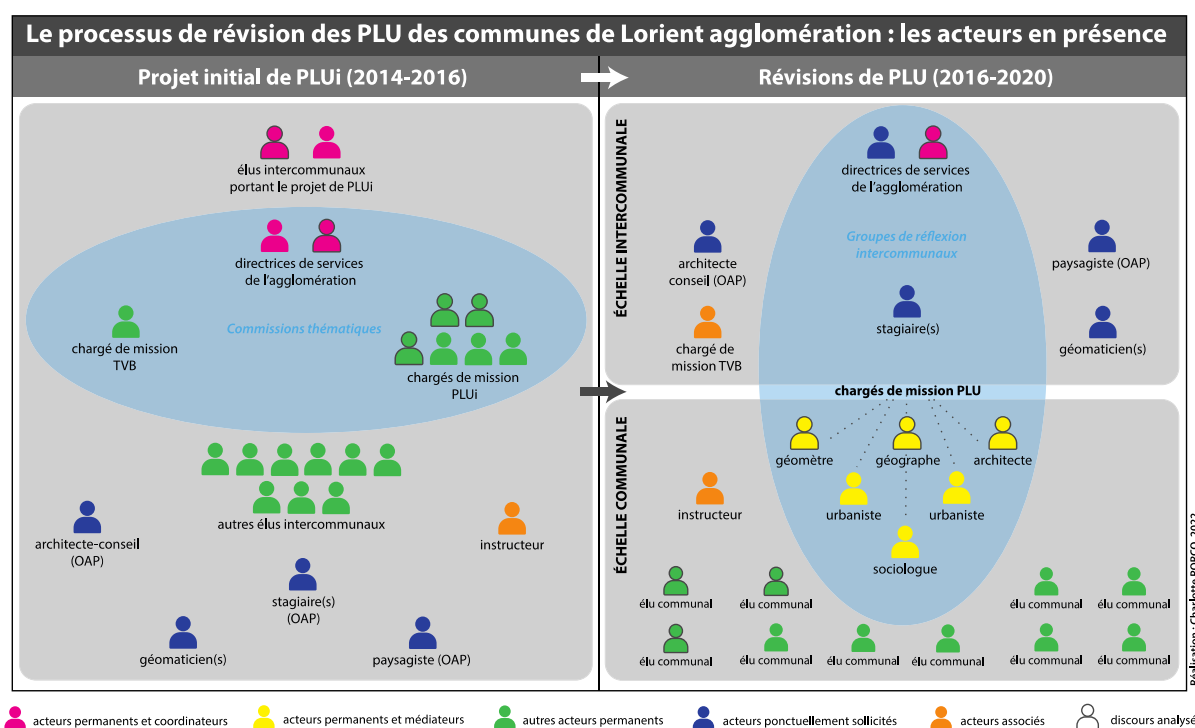 Le processus de révision des PLU des communes de Lorient agglomération : les acteurs en présence
Projet initial de PLUi (2014-2016)
élus intercommunaux
portant le projet de PLUi
directrices de services
de l'agglomération
Commissions thématiques
chargé de mission
TVB
chargés de mission
PLUi
autres élus intercommunaux
architecte-conseil
(OAP)
instructeur
stagiaire(s)
(OAP)
géomaticien(s)
paysagiste (OAP)
Révisions de PLU (2016-2020)
ÉCHELLE INTERCOMMUNALE
directrices de services
de l'agglomération
Groupes de réflexion
intercommunaux
architecte
conseil (OAP)
paysagiste (OAP)
stagiaire(s)
chargé de
mission TVB
géomaticien(s)
chargés de mission PLU
ÉCHELLE COMMUNALE
géomètre
géographe
architecte
instructeur
urbaniste
urbaniste
sociologue
élu communal
élu communal
élu communal
élu communal
élu communal
élu communal
élu communal
élu communal
élu communal
élu communal
Réalisation : Charlotte
2022
acteurs permanents et coordinateurs
acteurs permanents et médiateurs
autres acteurs permanents
acteurs ponctuellement sollicités
acteurs associés
discours analysé